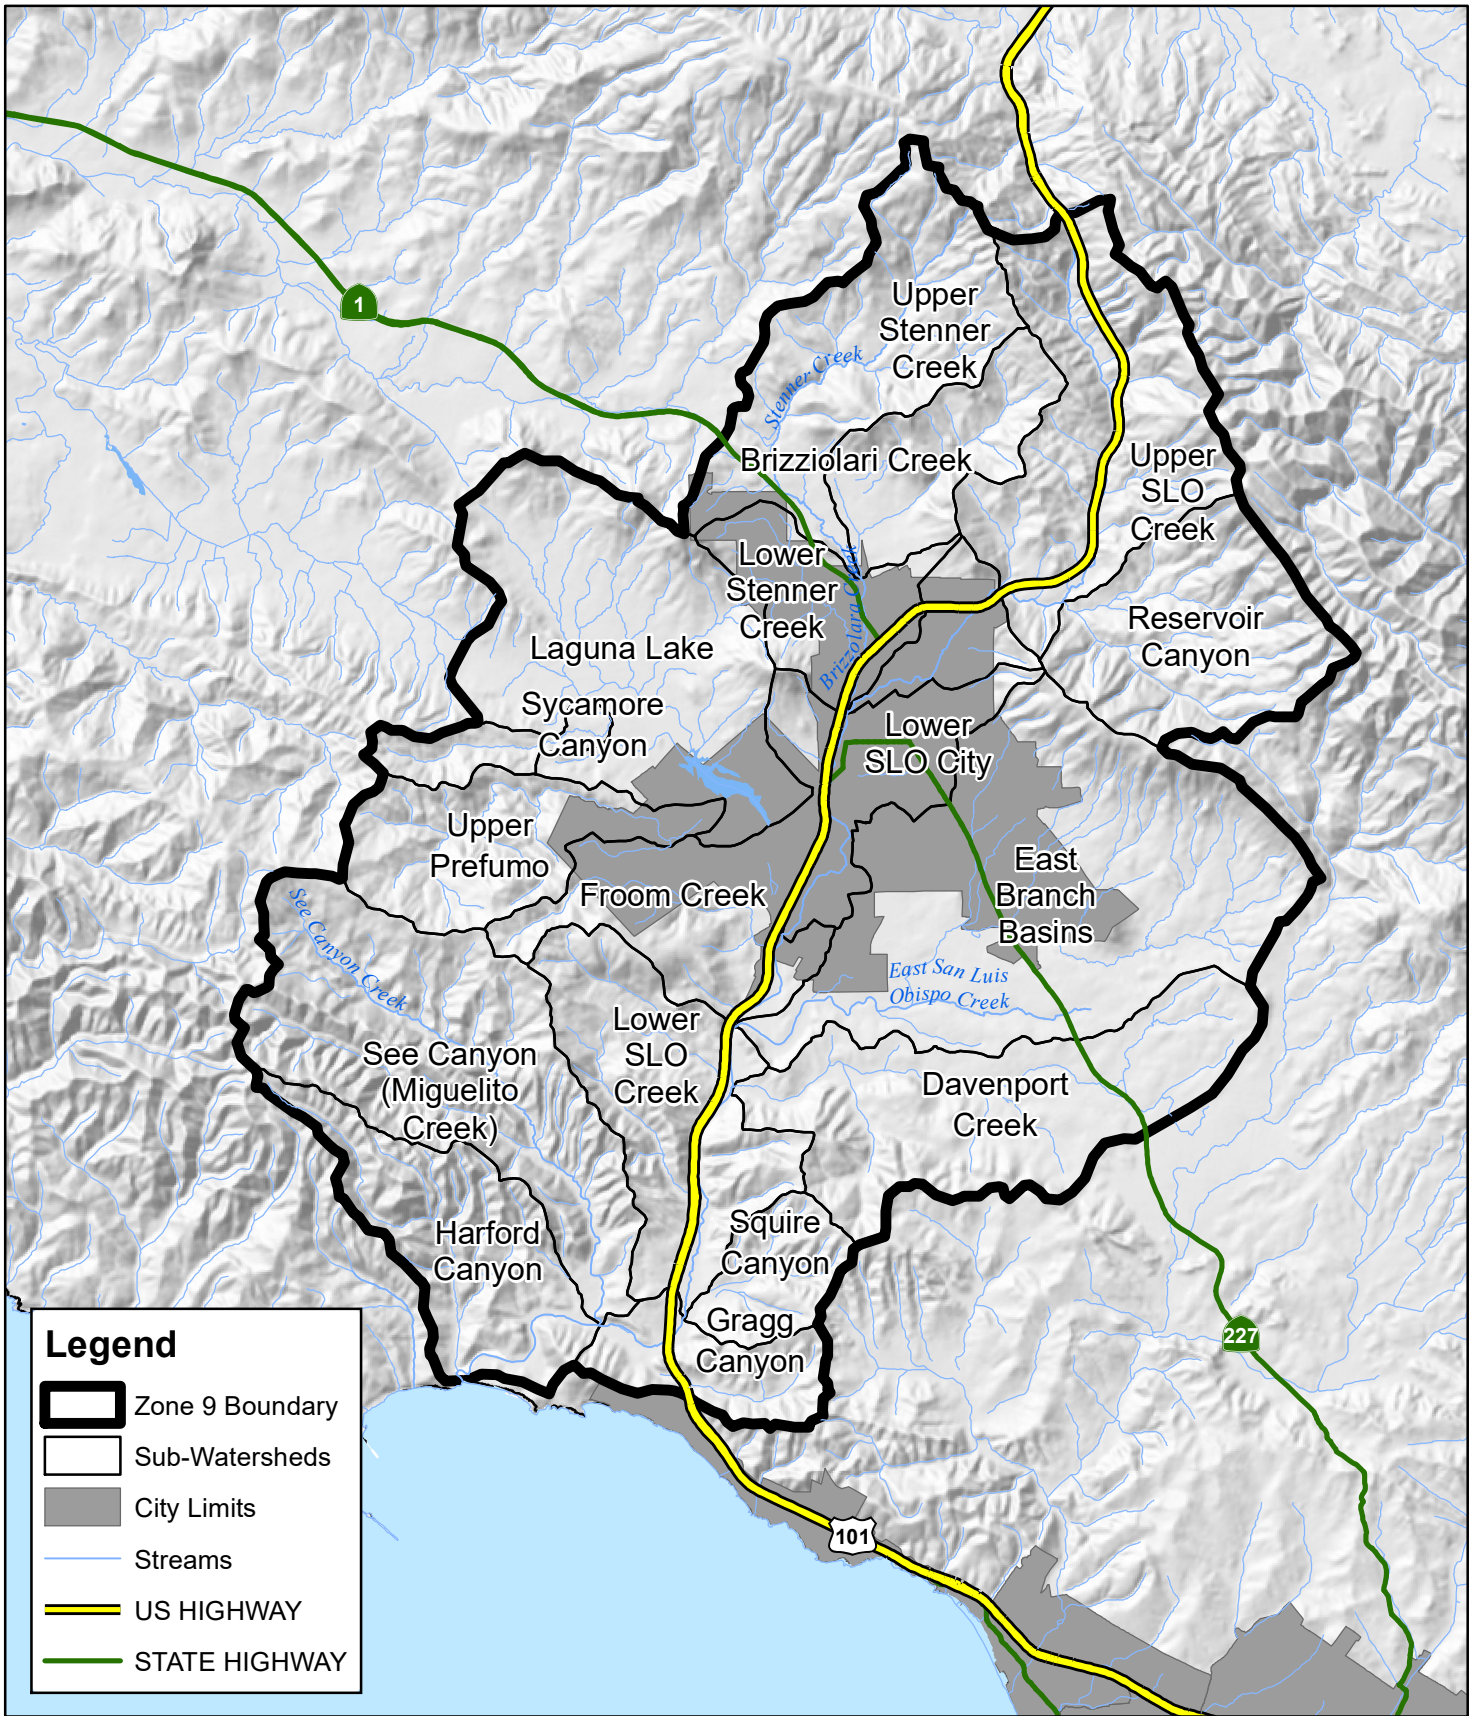 Upper
Stenner
Creek
1
Stenner Creek
Brizziolari Creek
Upper
SLO
Creek
Lower
Stenner
Creek
Brizzolara Creek
Reservoir
Canyon
Laguna Lake
Sycamore
Canyon
Lower
SLO City
Upper
Prefumo
Froom Creek
East
Branch
Basins
See Canyon Creek
East San Luis
Obispo Creek
Lower
SLO
Creek
See Canyon
(Miguelito
Creek)
Davenport
Creek
Squire
Canyon
Harford
Canyon
Gragg
Canyon
227
101
Legend
Zone 9 Boundary
Sub-Watersheds
City Limits
Streams
US HIGHWAY
STATE HIGHWAY